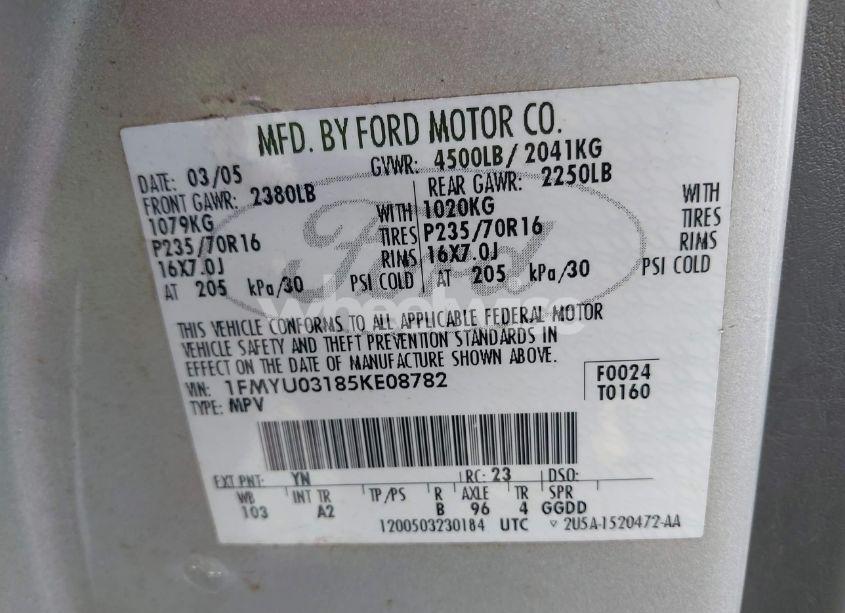 MFD. BY FORD MOTOR CO.
DATE: 03/05 GVWR: 4500LB/ 2041KG
FRONT GAWR: 2380LB REAR GAWR: 2250LB
1079KG WITH 1020KG WITH
P235/70R16 TIRES P235/70R16 TIRES
16X7.0J RIMS 16X7.0J RIMS
AT 205 kPa/30 PSI COLD AT 205 kPa/30 PSI COLD
Ford
THIS VEHICLE CONFORMS TO ALL APPLICABLE FEDERAL MOTOR
VEHICLE SAFETY AND THEFT PREVENTION STANDARDS IN
EFFECT ON THE DATE OF MANUFACTURE SHOWN ABOVE.
VIN: 1FMYU03185KE08782 F0024
TYPE: MPV T0160
EXT PNT: YN RC: 23 DSO:
WB INT TR TP/PS R AXLE TR SPR
103 A2 B 96 4 GGDD
1200503230184 UTC ▽ 2U5A-1520472-AA